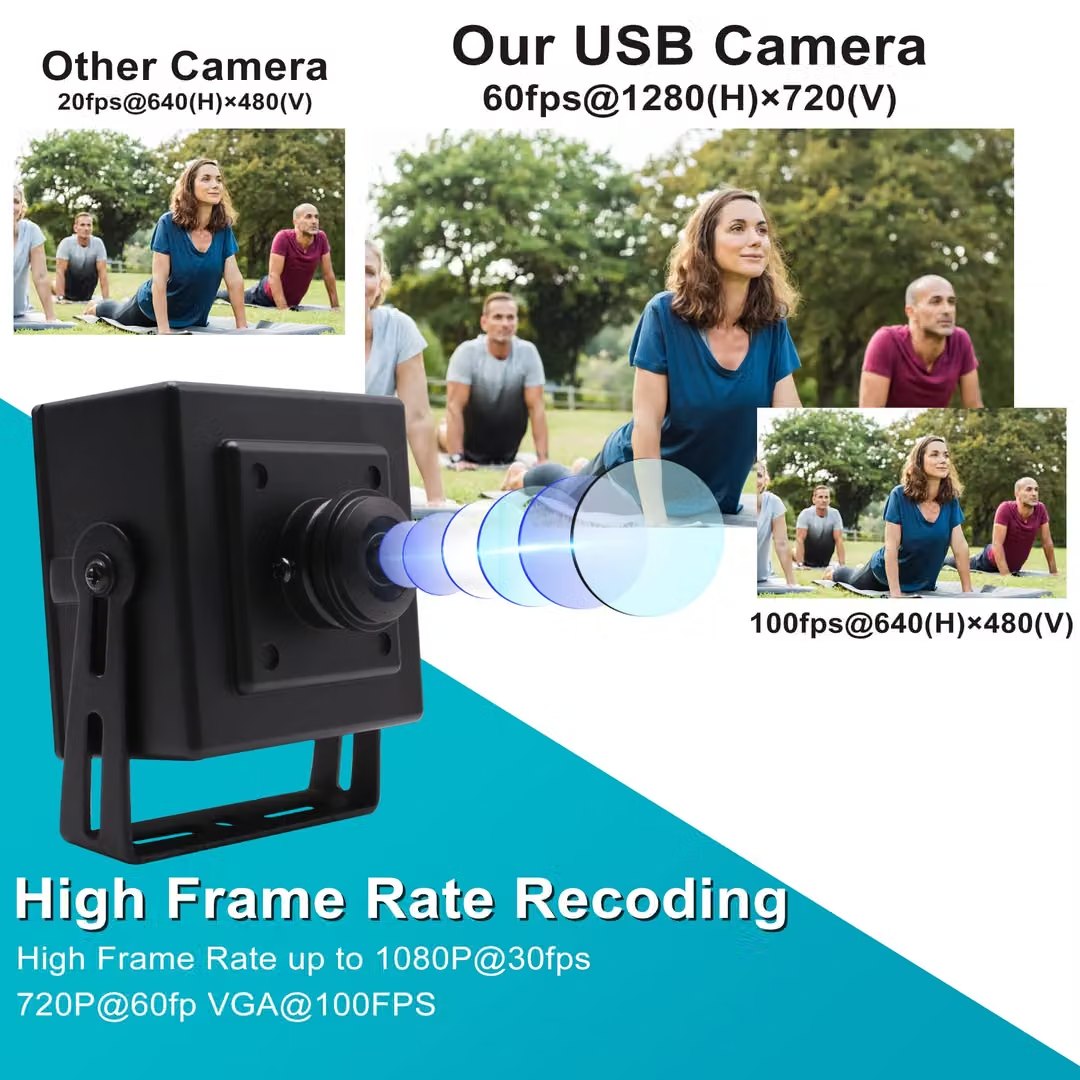 Other Camera
20fps@640(H)×480(V)
Our USB Camera
60fps@1280(H)×720(V)
100fps@640(H)×480(V)
High Frame Rate Recoding
High Frame Rate up to 1080P@30fps
720P@60fp VGA@100FPS